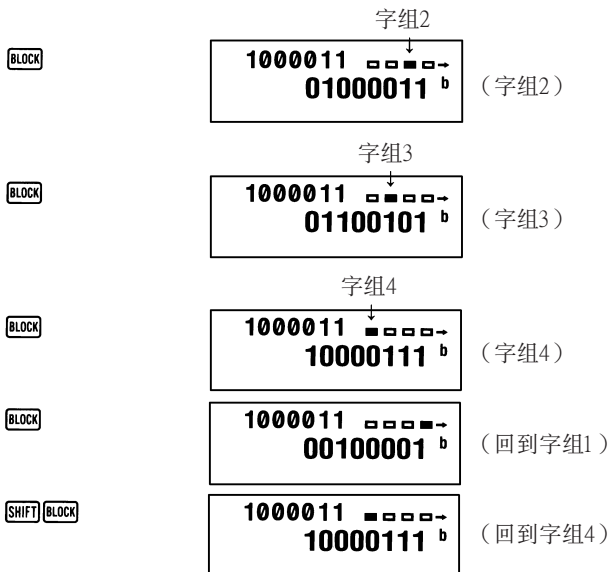 字组2
↓
BLOCK 1000011 ▭▭■▭→
01000011 b （字组2）
字组3
↓
BLOCK 1000011 ▭■▭▭→
01100101 b （字组3）
字组4
↓
BLOCK 1000011 ■▭▭▭→
10000111 b （字组4）
BLOCK 1000011 ▭▭▭■→
00100001 b （回到字组1）
SHIFT BLOCK 1000011 ■▭▭▭→
10000111 b （回到字组4）